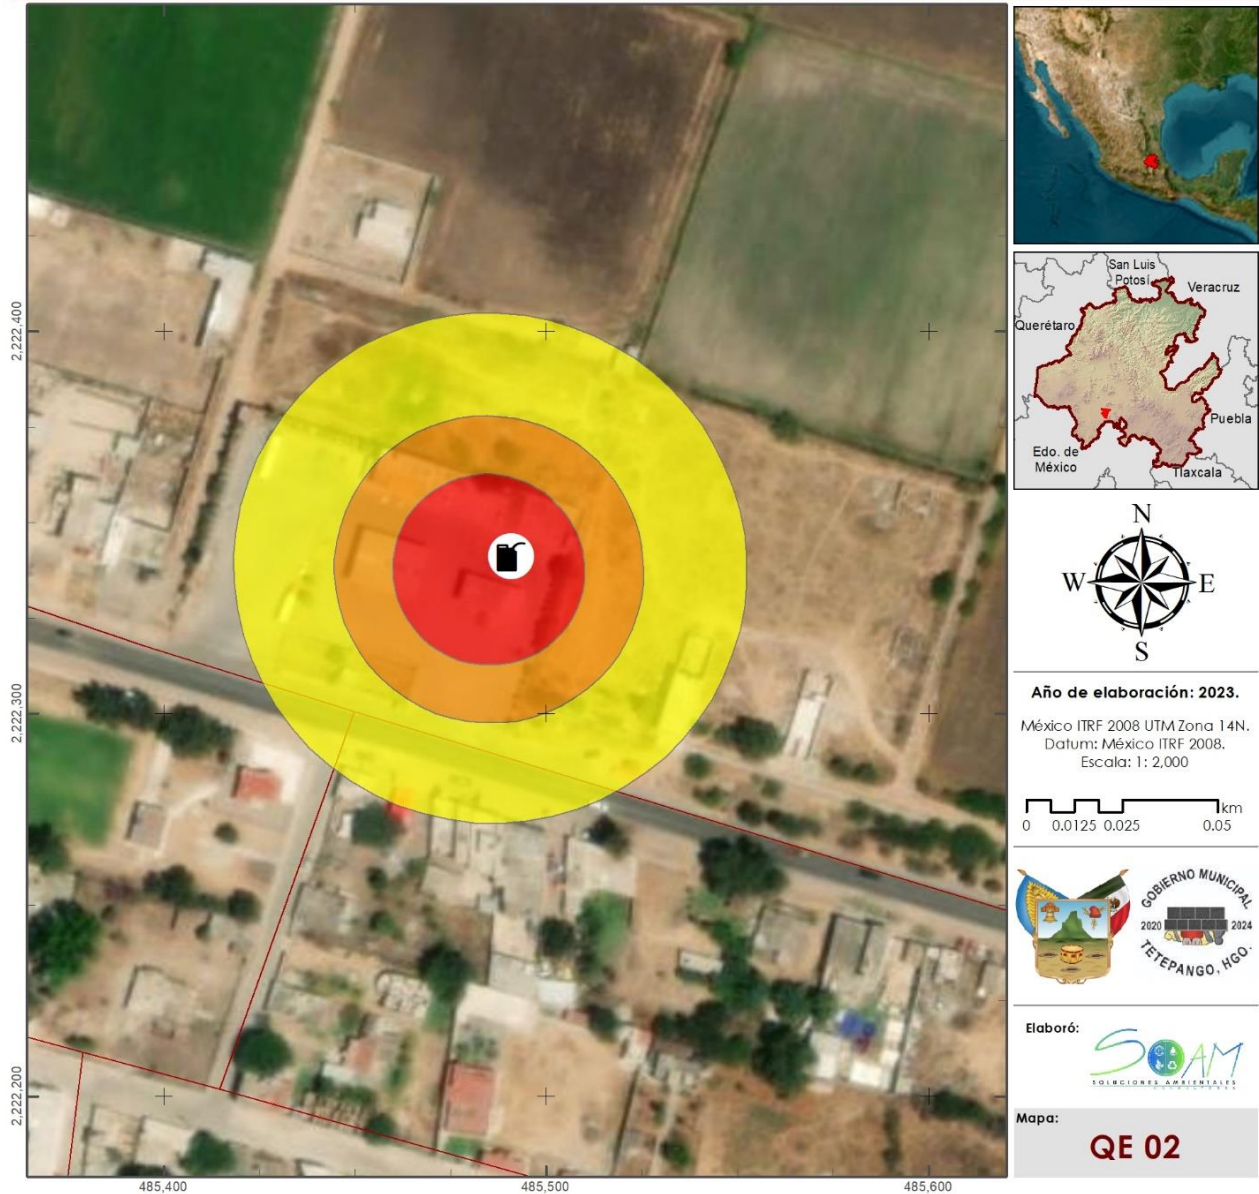 2,222,400
2,222,300
2,222,200
485,400
485,500
485,600
San Luis
Potosí
Veracruz
Querétaro
Puebla
Edo. de
México
Tlaxcala
N
W
E
S
Año de elaboración: 2023.
México ITRF 2008 UTM Zona 14N.
Datum: México ITRF 2008.
Escala: 1: 2,000
km
0 0.0125 0.025 0.05
GOBIERNO MUNICIPAL
2020 2024
TETEPANGO, HGO.
Elaboró:
SOAM
SOLUCIONES AMBIENTALES
Mapa:
QE 02